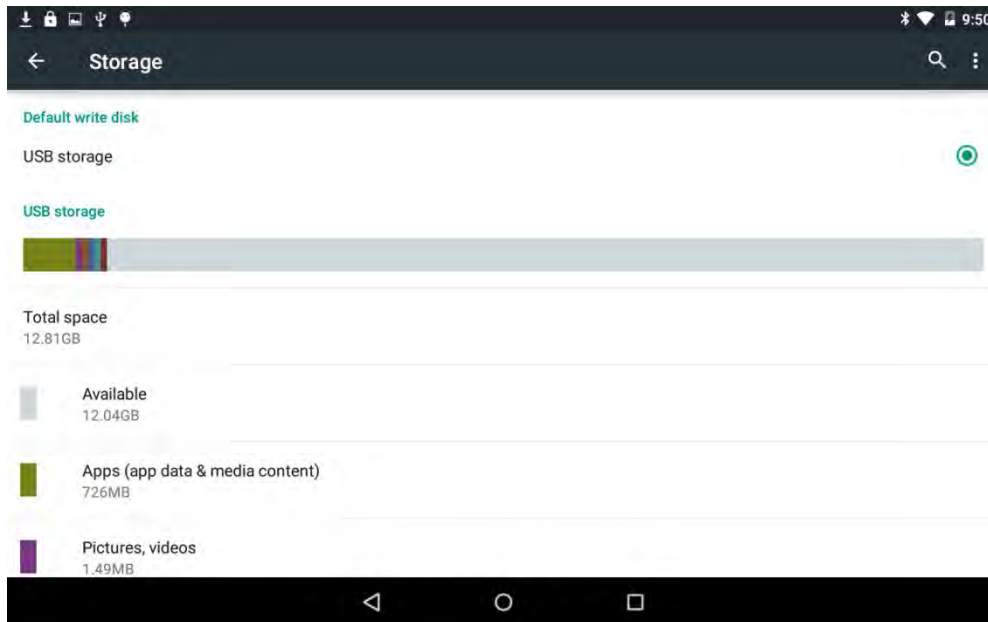 9:50
Storage
Default write disk
USB storage
USB storage
Total space
12.81GB
Available
12.04GB
Apps (app data & media content)
726MB
Pictures, videos
1.49MB